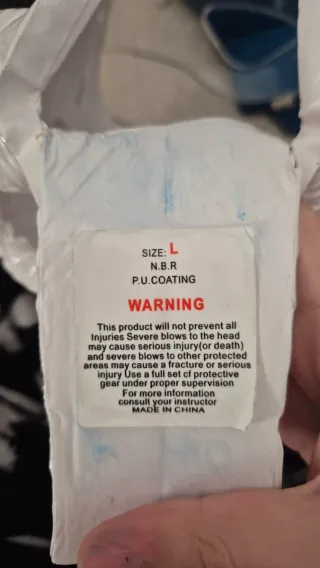 SIZE: L
N.B.R
P.U.COATING
WARNING
This product will not prevent all
Injuries Severe blows to the head
may cause serious injury(or death)
and severe blows to other protected
areas may cause a fracture or serious
injury Use a full set cf protective
gear under proper supervision
For more information
consult your instructor
MADE IN CHINA